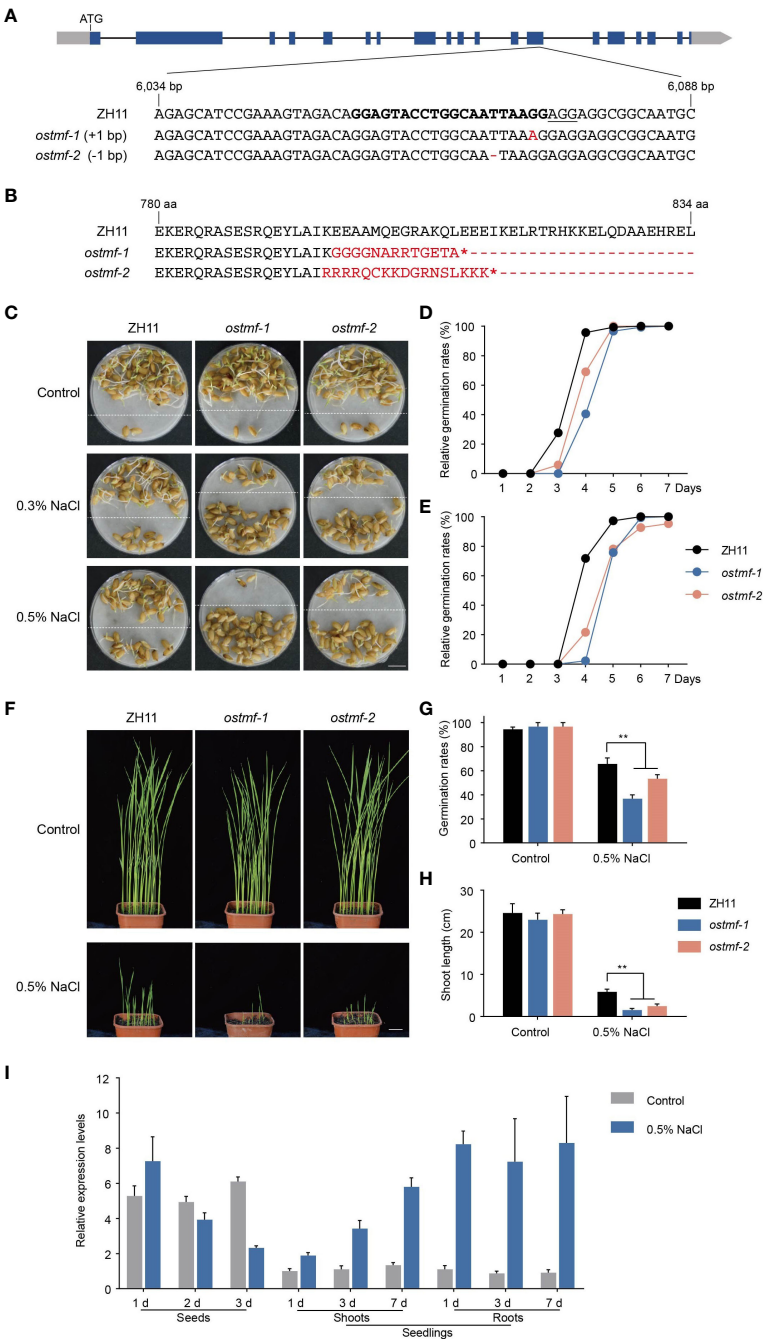 A
ATG
6,034 bp 6,088 bp
ZH11 AGAGCATCCGAAAGTAGACAGGAGTACCTGGCAATTAAGGAGGAGGCGGCAATGC
ostmf-1 (+1 bp) AGAGCATCCGAAAGTAGACAGGAGTACCTGGCAATTAAAGGAGGAGGCGGCAATG
ostmf-2 (-1 bp) AGAGCATCCGAAAGTAGACAGGAGTACCTGGCAA-TAAGGAGGAGGCGGCAATGC
B
780 aa 834 aa
ZH11 EKERQRASESRQEYLAIKEEAAMQEGRAKQLEEEIKELRTRHKKELQDAAEHREL
ostmf-1 EKERQRASESRQEYLAIKGGGGNARRTGETA*-----------------------
ostmf-2 EKERQRASESRQEYLAIRRRRQCKKDGRNSLKKK*--------------------
C
ZH11 ostmf-1 ostmf-2
Control
0.3% NaCl
0.5% NaCl
D
Relative germination rates (%)
100
80
60
40
20
0
1 2 3 4 5 6 7 Days
E
Relative germination rates (%)
100
80
60
40
20
0
1 2 3 4 5 6 7 Days
ZH11
ostmf-1
ostmf-2
F
ZH11 ostmf-1 ostmf-2
Control
0.5% NaCl
G
Germination rates (%)
100
80
60
40
20
0
**
Control 0.5% NaCl
H
Shoot length (cm)
30
20
10
0
**
Control 0.5% NaCl
ZH11
ostmf-1
ostmf-2
I
Relative expression levels
12
10
8
6
4
2
0
Control
0.5% NaCl
1 d 2 d 3 d 1 d 3 d 7 d 1 d 3 d 7 d
Seeds Shoots Roots
Seedlings